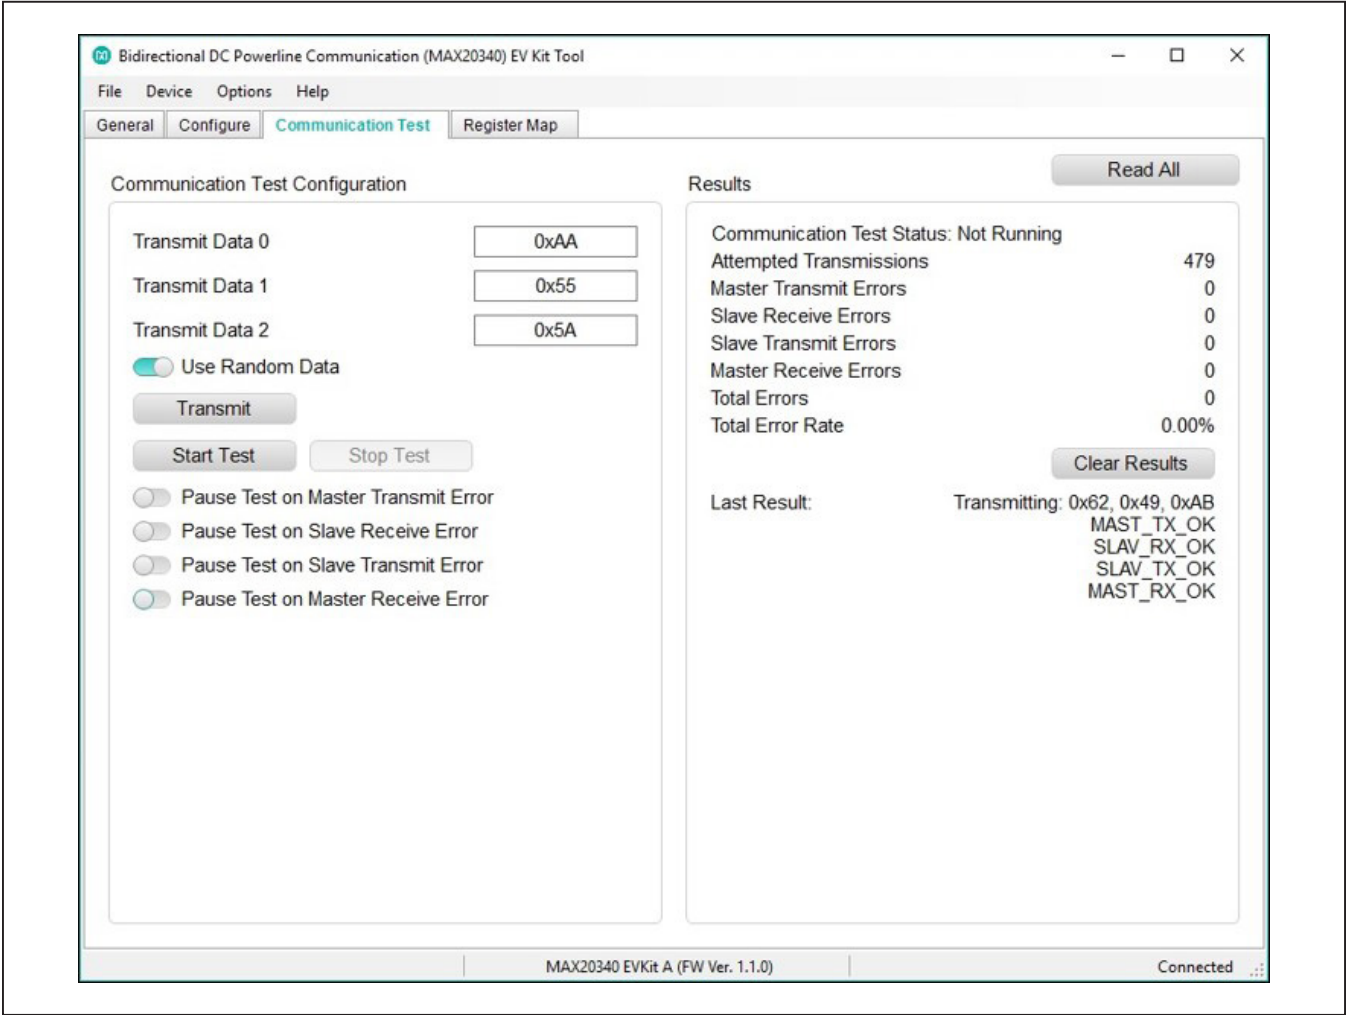 Bidirectional DC Powerline Communication (MAX20340) EV Kit Tool
File Device Options Help
General Configure Communication Test Register Map
Read All
Communication Test Configuration
Transmit Data 0 0xAA
Transmit Data 1 0x55
Transmit Data 2 0x5A
Use Random Data
Transmit
Start Test Stop Test
Pause Test on Master Transmit Error
Pause Test on Slave Receive Error
Pause Test on Slave Transmit Error
Pause Test on Master Receive Error
Results
Communication Test Status: Not Running
Attempted Transmissions 479
Master Transmit Errors 0
Slave Receive Errors 0
Slave Transmit Errors 0
Master Receive Errors 0
Total Errors 0
Total Error Rate 0.00%
Clear Results
Last Result: Transmitting: 0x62, 0x49, 0xAB
MAST_TX_OK
SLAV_RX_OK
SLAV_TX_OK
MAST_RX_OK
MAX20340 EVKit A (FW Ver. 1.1.0) Connected